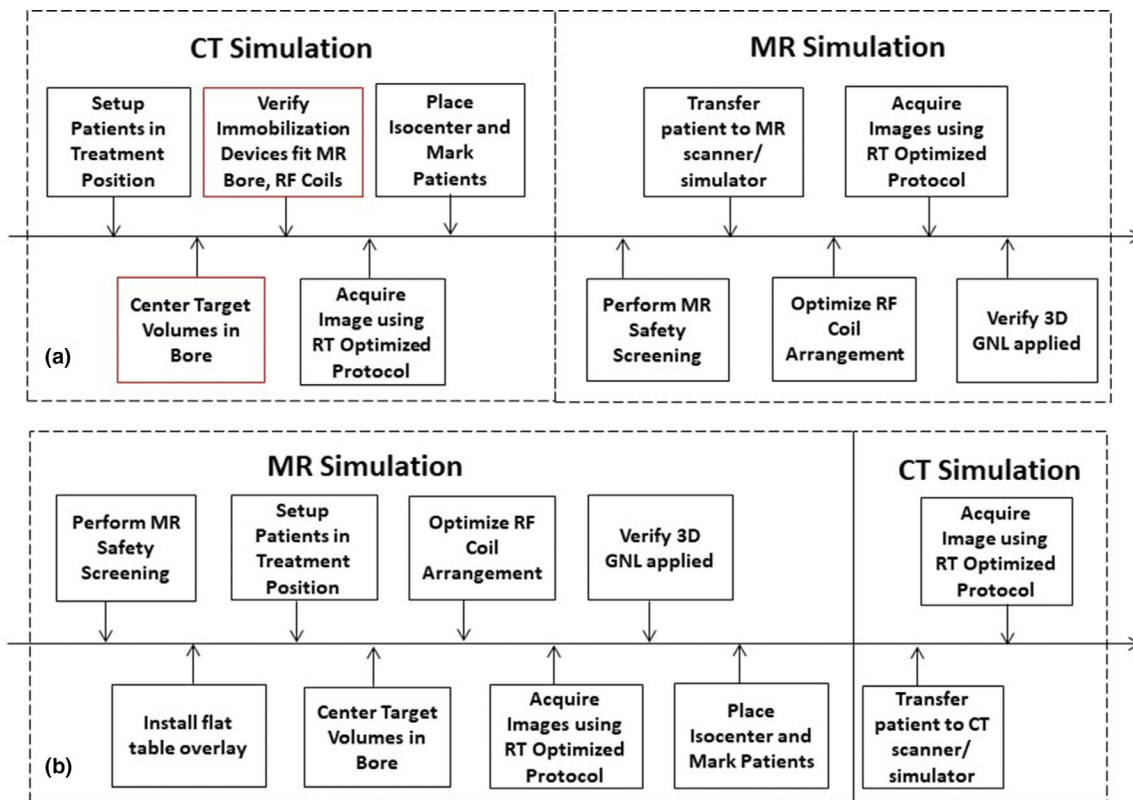 CT Simulation
MR Simulation
Setup
Patients in
Treatment
Position
Verify
Immobilization
Devices fit MR
Bore, RF Coils
Place
Isocenter and
Mark
Patients
Transfer
patient to MR
scanner/
simulator
Acquire
Images using
RT Optimized
Protocol
(a)
Center Target
Volumes in
Bore
Acquire
Image using
RT Optimized
Protocol
Perform MR
Safety
Screening
Optimize RF
Coil
Arrangement
Verify 3D
GNL applied
MR Simulation
CT Simulation
Perform MR
Safety
Screening
Setup
Patients in
Treatment
Position
Optimize RF
Coil
Arrangement
Verify 3D
GNL applied
Acquire
Image using
RT Optimized
Protocol
(b)
Install flat
table overlay
Center Target
Volumes in
Bore
Acquire
Images using
RT Optimized
Protocol
Place
Isocenter and
Mark Patients
Transfer
patient to CT
scanner/
simulator